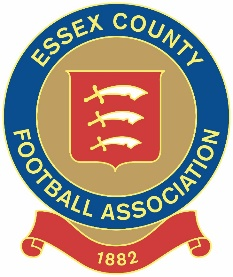 ESSEX COUNTY
FOOTBALL ASSOCIATION
1882